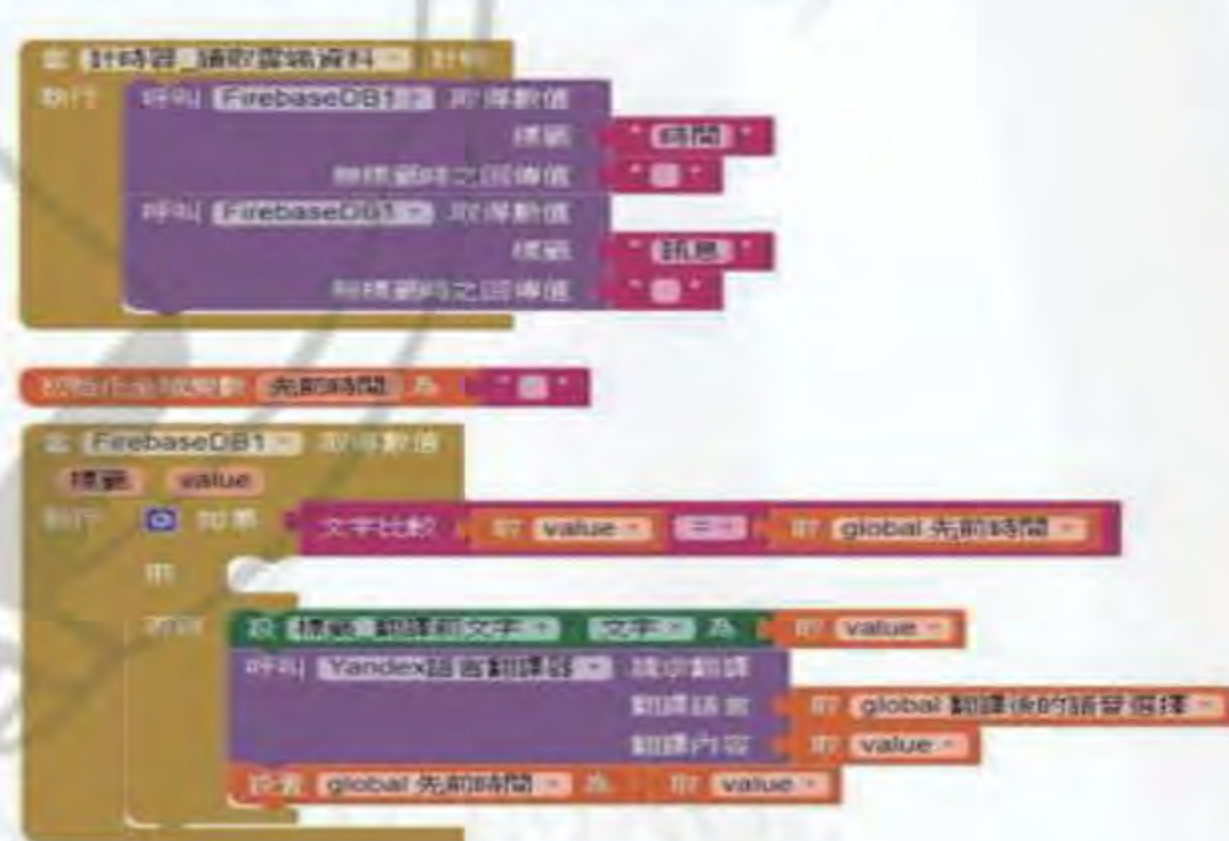 當 計時器_讀取雲端資料 計時
執行 呼叫 FirebaseDB1 取得數值
標籤 "時間"
無標籤時之回傳值 " "
呼叫 FirebaseDB1 取得數值
標籤 "訊息"
無標籤時之回傳值 " "
初始化全域變數 先前時間 為 " "
當 FirebaseDB1 取得數值
標籤 value
執行 如果 文字比較 取 value = 取 global 先前時間
則
否則 設 標籤_翻譯前文字 . 文字 為 取 value
呼叫 Yandex語言翻譯器 請求翻譯
翻譯語言 取 global 翻譯後的語音選擇
翻譯內容 取 value
設置 global 先前時間 為 取 value